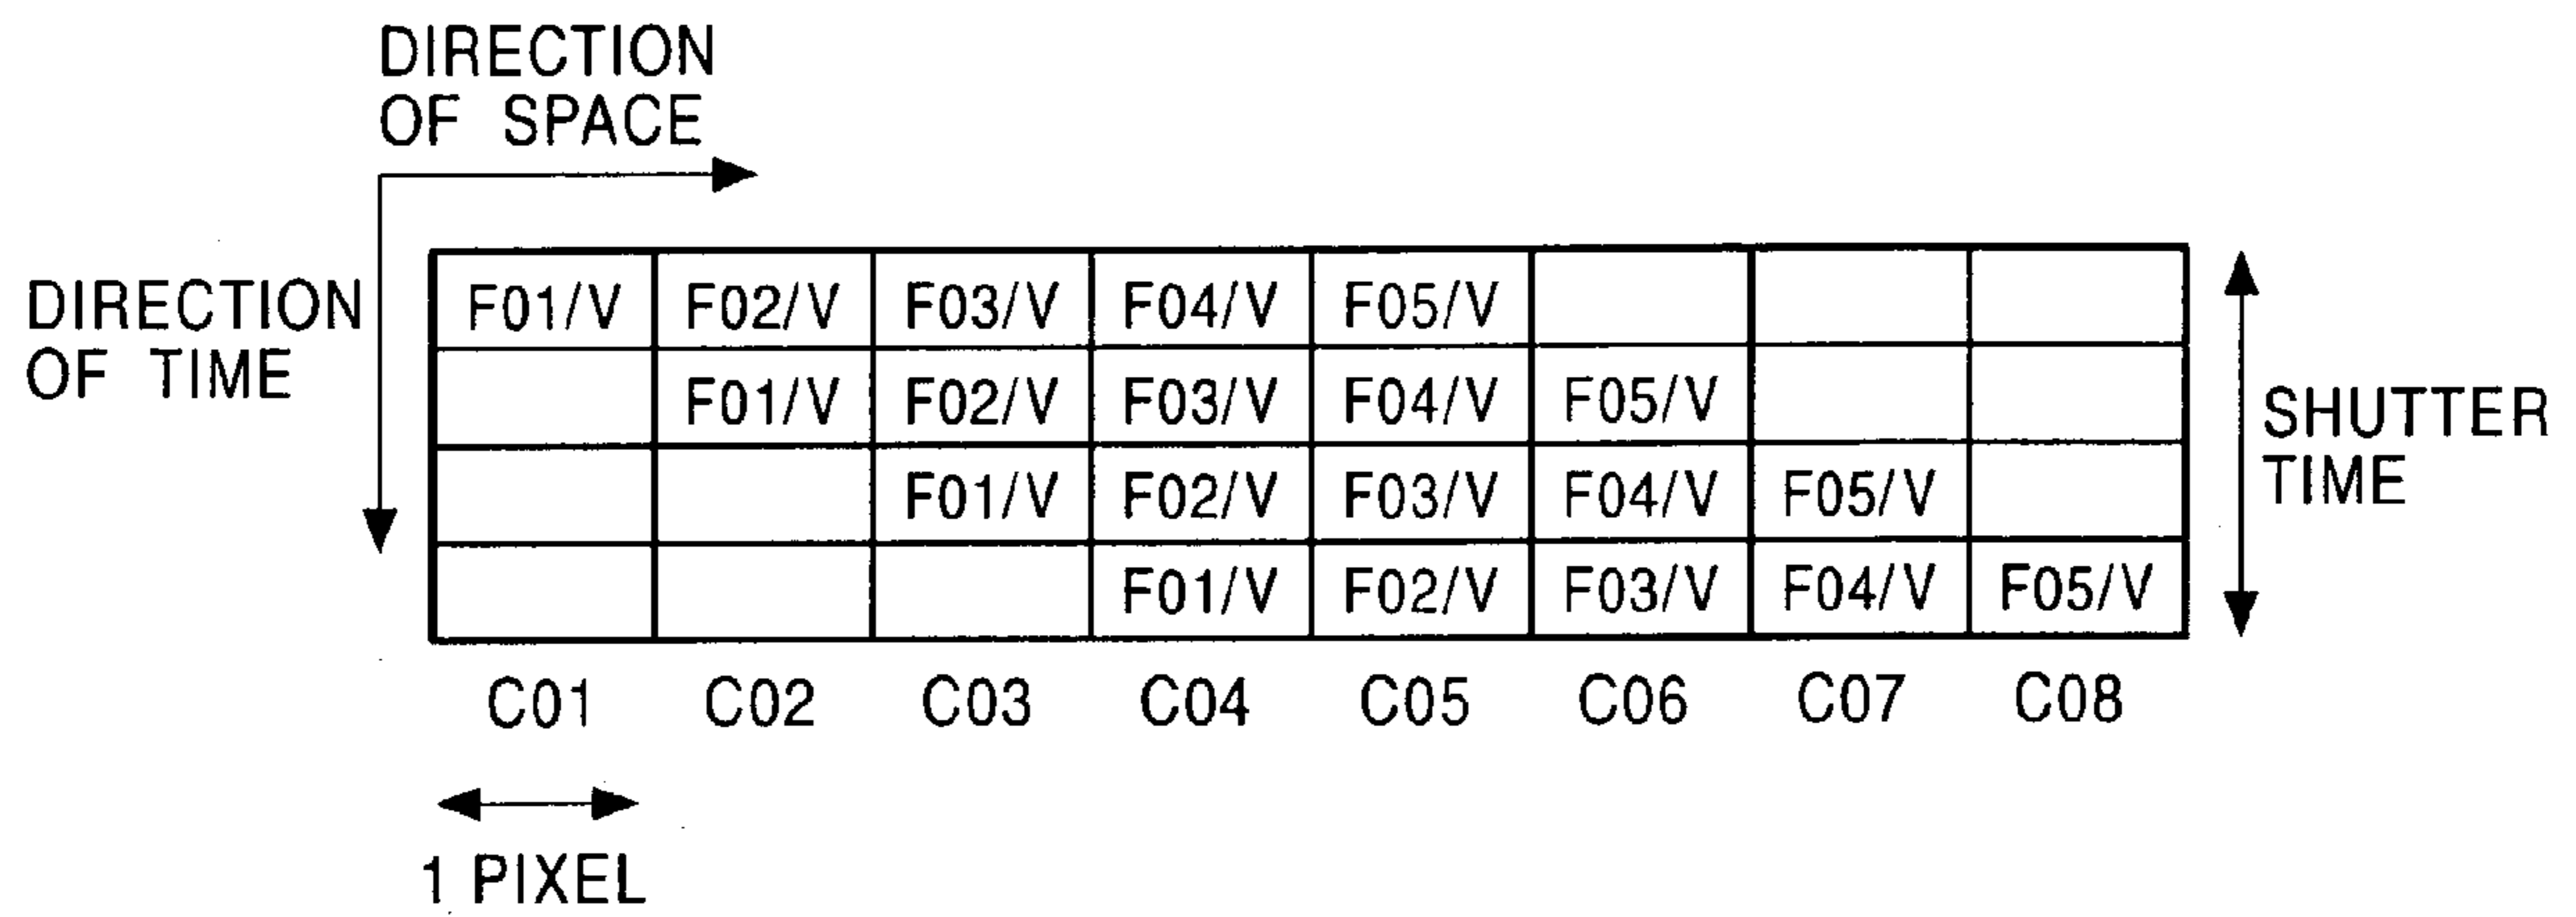 DIRECTION
OF SPACE
DIRECTION
OF TIME
F01/V F02/V F03/V F04/V F05/V
F01/V F02/V F03/V F04/V F05/V
F01/V F02/V F03/V F04/V F05/V
F01/V F02/V F03/V F04/V F05/V
SHUTTER
TIME
C01 C02 C03 C04 C05 C06 C07 C08
1 PIXEL